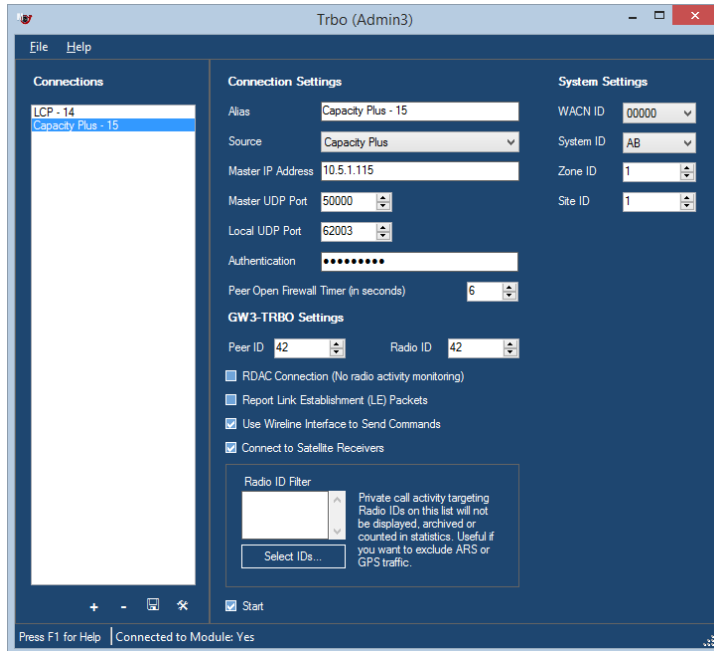 Trbo (Admin3)
File Help
Connections
LCP - 14
Capacity Plus - 15
Connection Settings
Alias Capacity Plus - 15
Source Capacity Plus
Master IP Address 10.5.1.115
Master UDP Port 50000
Local UDP Port 62003
Authentication •••••••••
Peer Open Firewall Timer (in seconds) 6
GW3-TRBO Settings
Peer ID 42 Radio ID 42
RDAC Connection (No radio activity monitoring)
Report Link Establishment (LE) Packets
Use Wireline Interface to Send Commands
Connect to Satellite Receivers
Radio ID Filter
Select IDs...
Private call activity targeting
Radio IDs on this list will not
be displayed, archived or
counted in statistics. Useful if
you want to exclude ARS or
GPS traffic.
Start
System Settings
WACN ID 00000
System ID AB
Zone ID 1
Site ID 1
Press F1 for Help Connected to Module: Yes